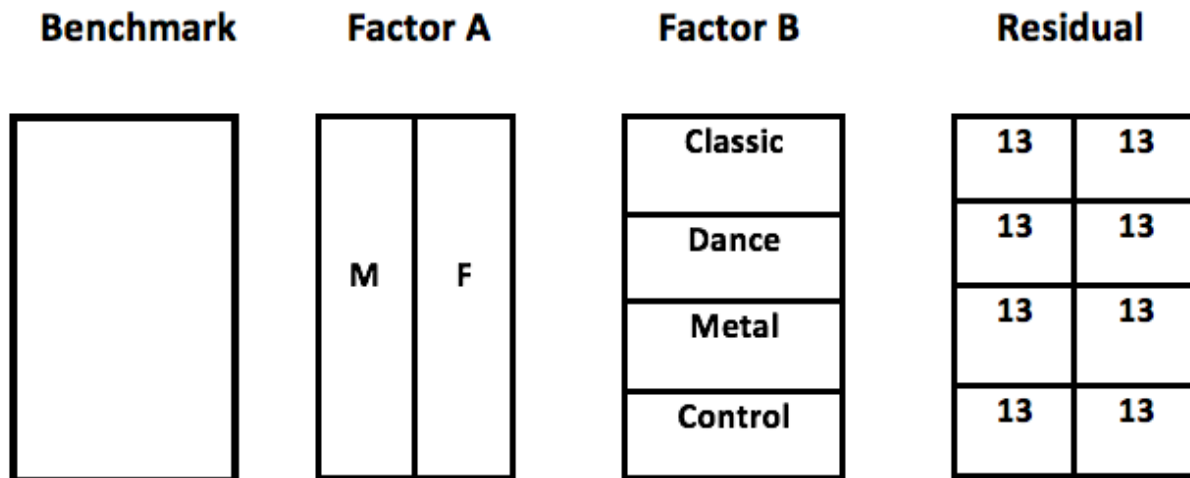 Benchmark Factor A Factor B Residual
Classic 13 13
Dance 13 13
M F
Metal 13 13
Control 13 13